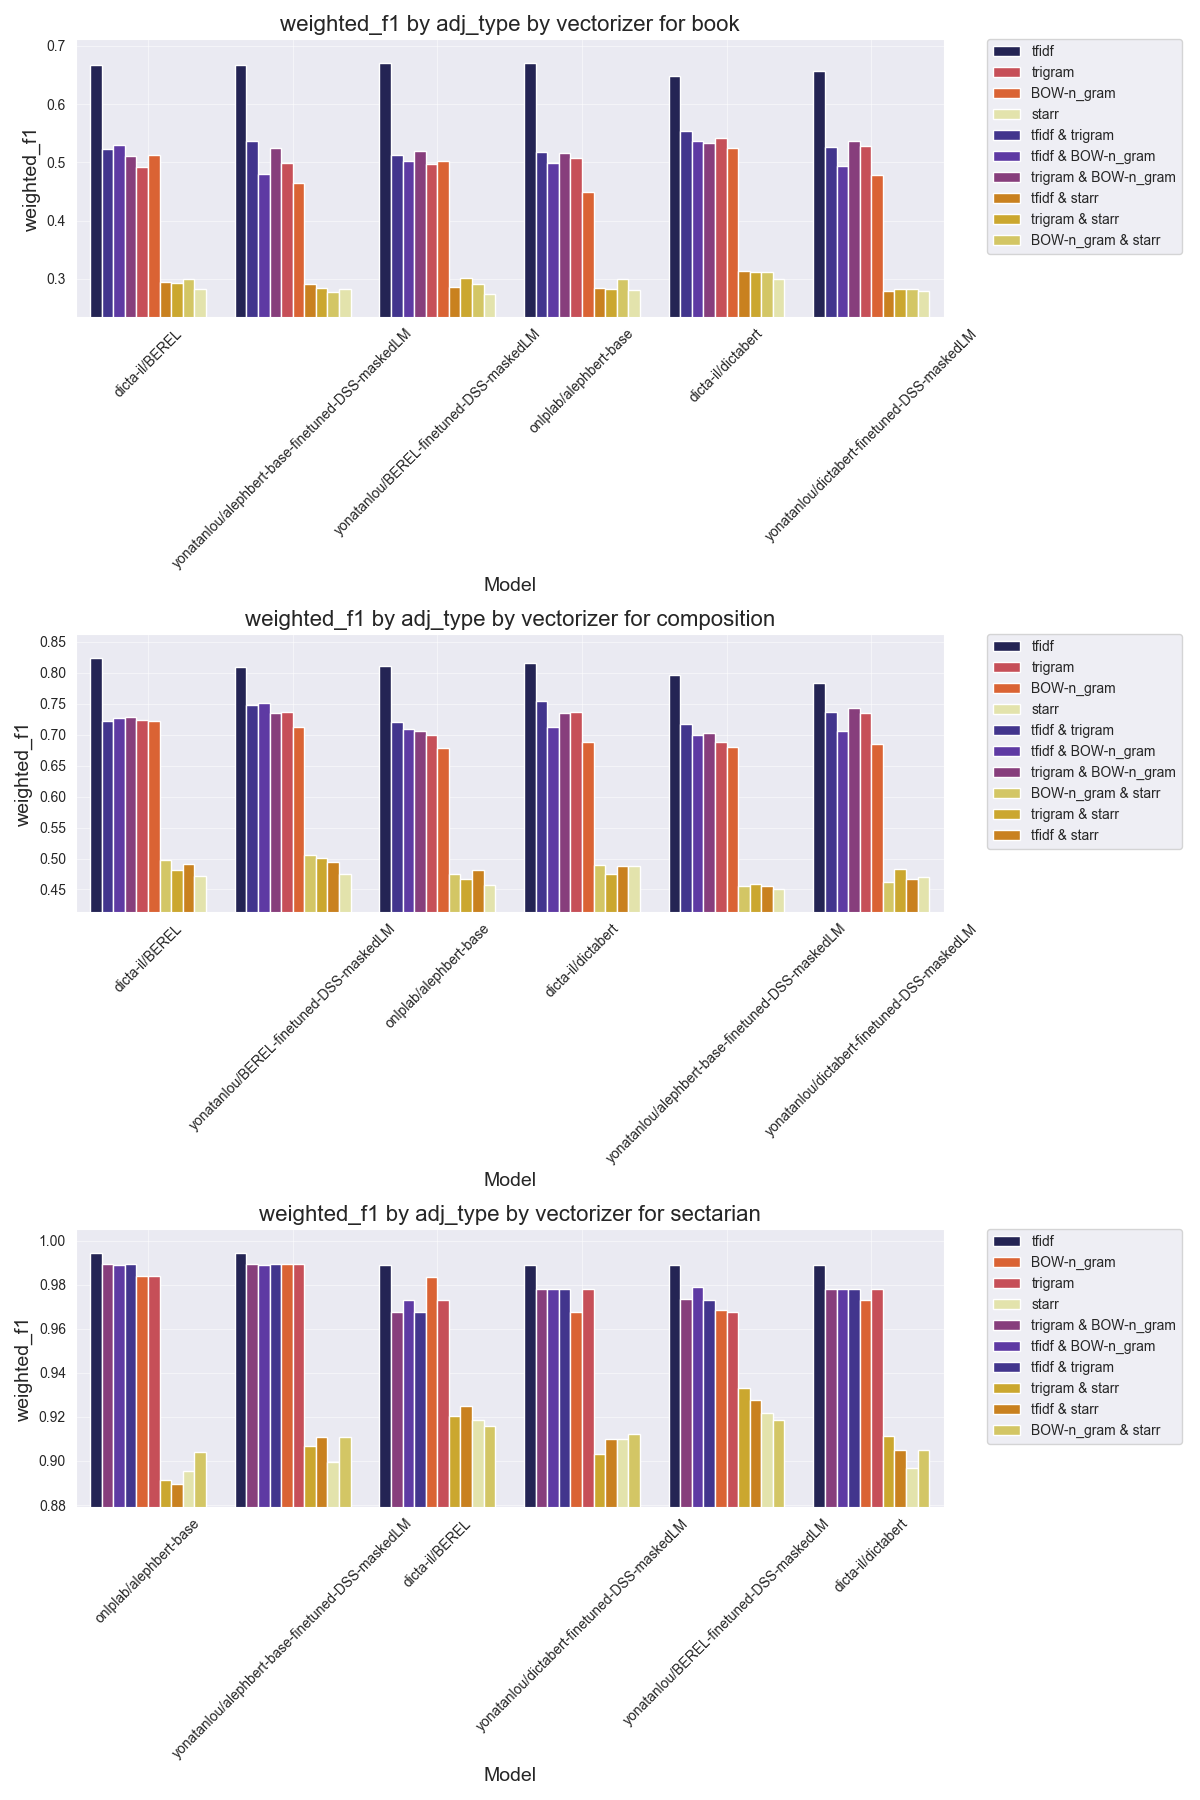 weighted_f1 by adj_type by vectorizer for book
weighted_f1
0.7
0.6
0.5
0.4
0.3
dicta-il/BEREL
yonatanlou/alephbert-base-finetuned-DSS-maskedLM
yonatanlou/BEREL-finetuned-DSS-maskedLM
onlplab/alephbert-base
dicta-il/dictabert
yonatanlou/dictabert-finetuned-DSS-maskedLM
Model
tfidf
trigram
BOW-n_gram
starr
tfidf & trigram
tfidf & BOW-n_gram
trigram & BOW-n_gram
tfidf & starr
trigram & starr
BOW-n_gram & starr
weighted_f1 by adj_type by vectorizer for composition
weighted_f1
0.85
0.80
0.75
0.70
0.65
0.60
0.55
0.50
0.45
dicta-il/BEREL
yonatanlou/BEREL-finetuned-DSS-maskedLM
onlplab/alephbert-base
dicta-il/dictabert
yonatanlou/alephbert-base-finetuned-DSS-maskedLM
yonatanlou/dictabert-finetuned-DSS-maskedLM
Model
tfidf
trigram
BOW-n_gram
starr
tfidf & trigram
tfidf & BOW-n_gram
trigram & BOW-n_gram
BOW-n_gram & starr
trigram & starr
tfidf & starr
weighted_f1 by adj_type by vectorizer for sectarian
weighted_f1
1.00
0.98
0.96
0.94
0.92
0.90
0.88
onlplab/alephbert-base
yonatanlou/alephbert-base-finetuned-DSS-maskedLM
dicta-il/BEREL
yonatanlou/dictabert-finetuned-DSS-maskedLM
yonatanlou/BEREL-finetuned-DSS-maskedLM
dicta-il/dictabert
Model
tfidf
BOW-n_gram
trigram
starr
trigram & BOW-n_gram
tfidf & BOW-n_gram
tfidf & trigram
trigram & starr
tfidf & starr
BOW-n_gram & starr